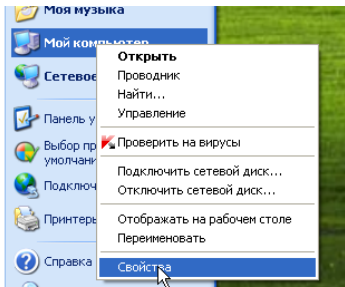 Моя музыка
Мой компьютер
Открыть
Проводник
Найти...
Управление
Проверить на вирусы
Подключить сетевой диск...
Отключить сетевой диск...
Отображать на рабочем столе
Переименовать
Свойства
Сетевое
Панель у
Выбор пр
умолчани
Подключ
Принтеры
Справка